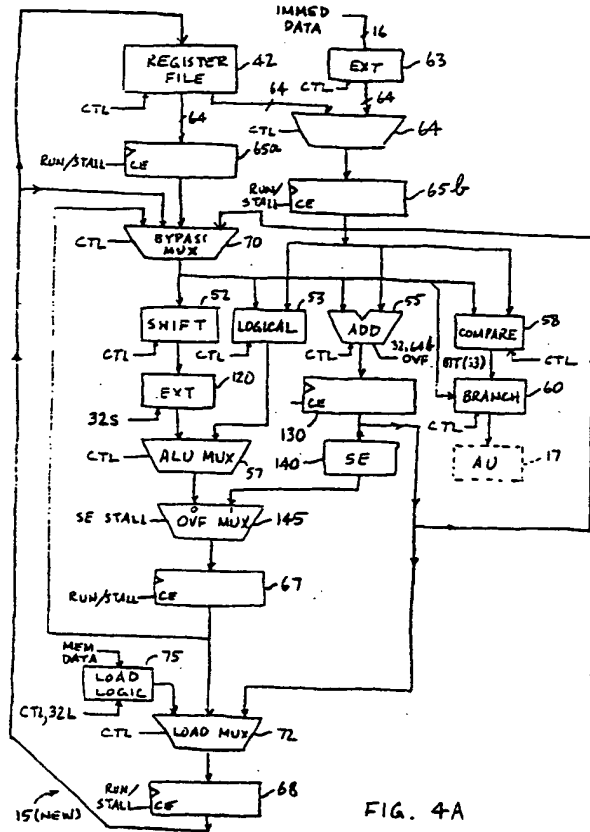 IMMED
DATA
16
REGISTER
FILE
42
EXT
63
CTL
CTL
64
64
64
CTL
64
RUN/STALL
CE
65a
RUN/
STALL
CE
65b
CTL
BYPASS
MUX
70
52
SHIFT
CTL
53
LOGICAL
CTL
55
ADD
CTL
32,64b
OVF
COMPARE
58
CTL
BIT(i3)
EXT
120
32S
CE
130
BRANCH
60
CTL
CTL
ALU MUX
57
140
SE
AU
17
SE STALL
0
OVF MUX
145
RUN/STALL
CE
67
MEM
DATA
75
LOAD
LOGIC
CTL,32L
CTL
LOAD MUX
72
RUN/
STALL
CE
68
15(NEW)
FIG. 4A